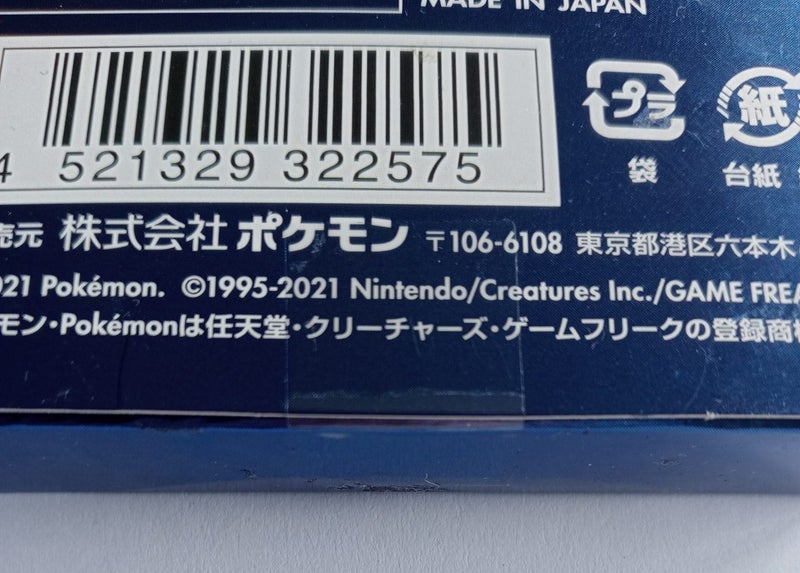 MADE IN JAPAN
4 521329 322575
プラ
袋
紙
台紙
売元 株式会社 ポケモン 〒106-6108 東京都港区六本木
021 Pokémon. ©1995-2021 Nintendo/Creatures Inc./GAME FREA
モン・Pokémonは任天堂・クリーチャーズ・ゲームフリークの登録商標